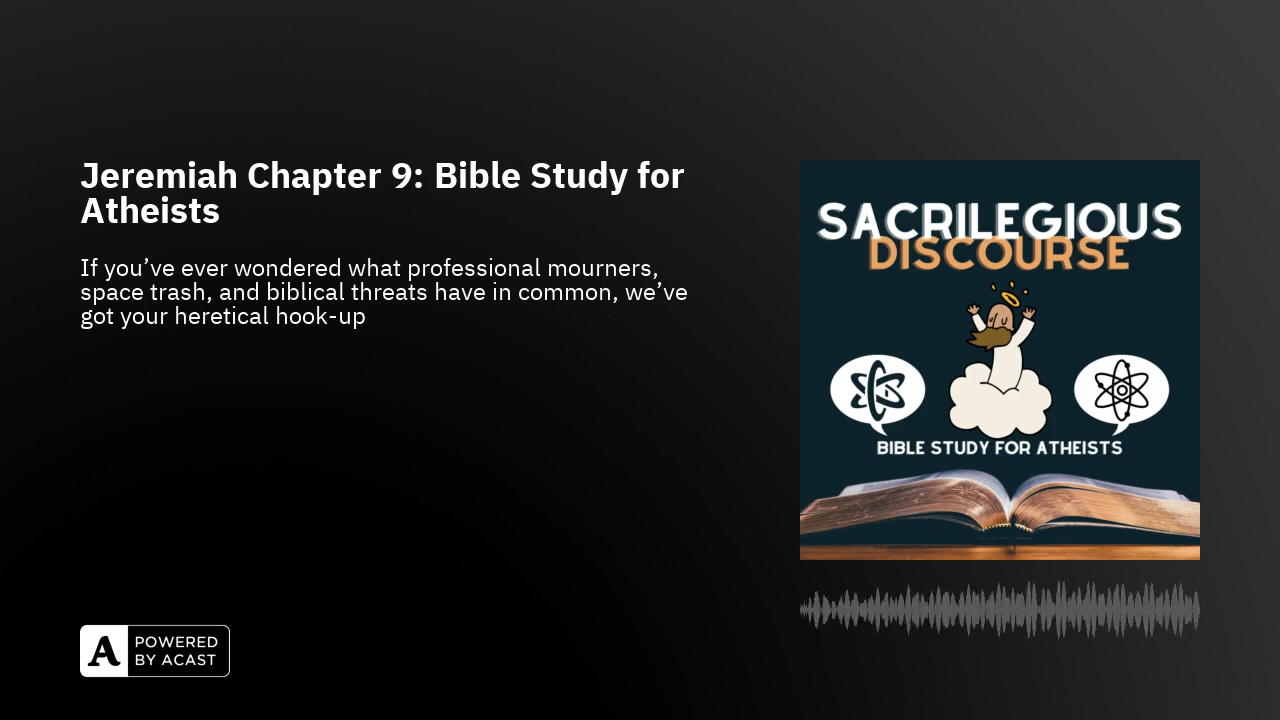 Jeremiah Chapter 9: Bible Study for
Atheists
If you’ve ever wondered what professional mourners,
space trash, and biblical threats have in common, we’ve
got your heretical hook-up
SACRILEGIOUS
DISCOURSE
BIBLE STUDY FOR ATHEISTS
A POWERED
BY ACAST